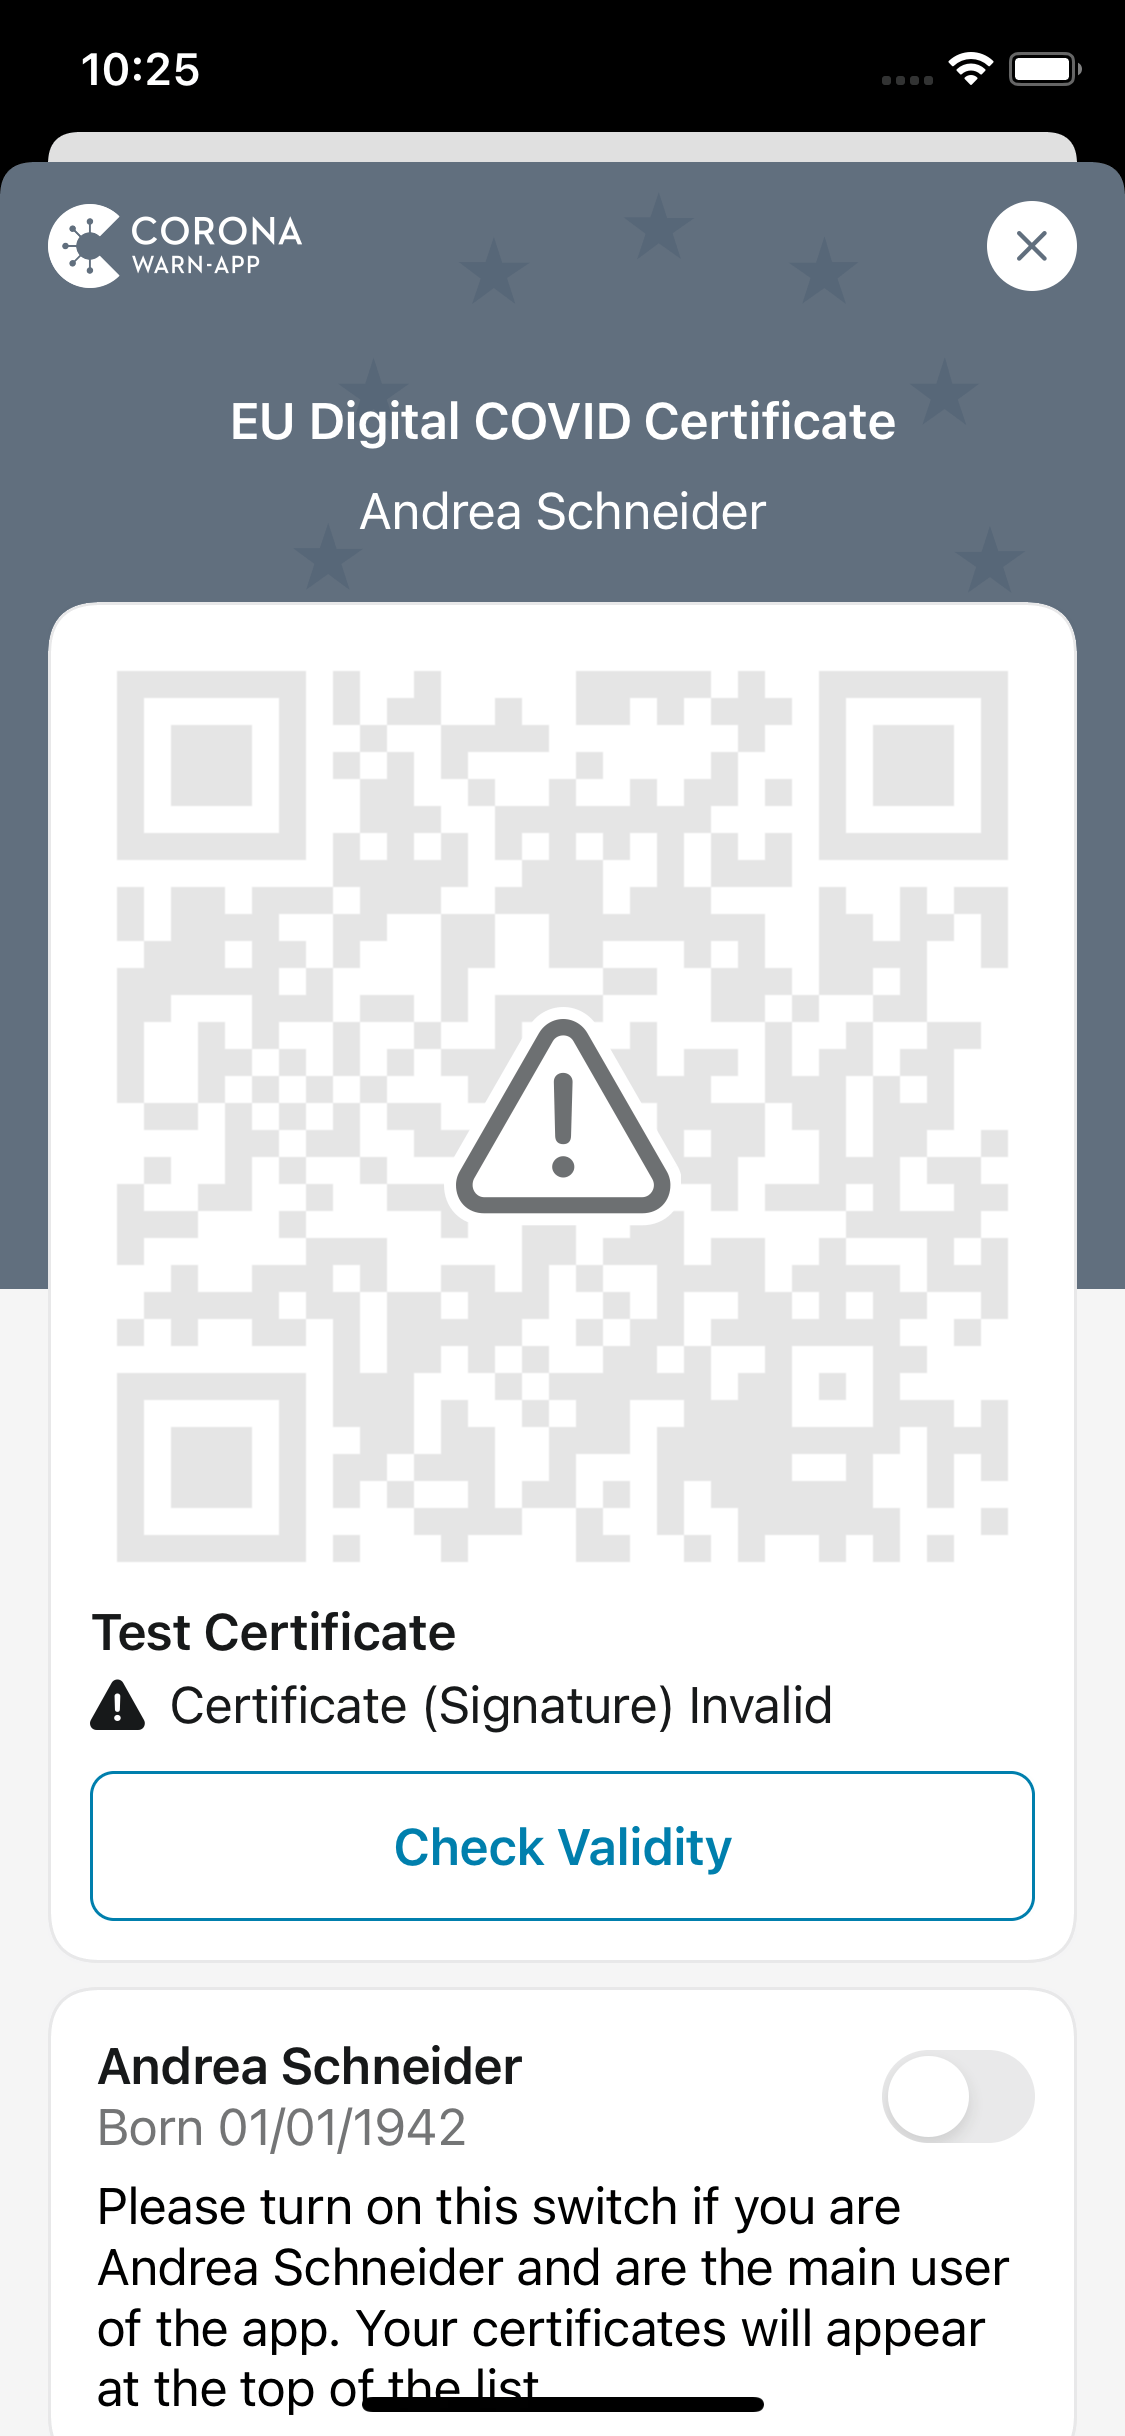 10:25
CORONA
WARN-APP
EU Digital COVID Certificate
Andrea Schneider
Test Certificate
Certificate (Signature) Invalid
Check Validity
Andrea Schneider
Born 01/01/1942
Please turn on this switch if you are
Andrea Schneider and are the main user
of the app. Your certificates will appear
at the top of the list